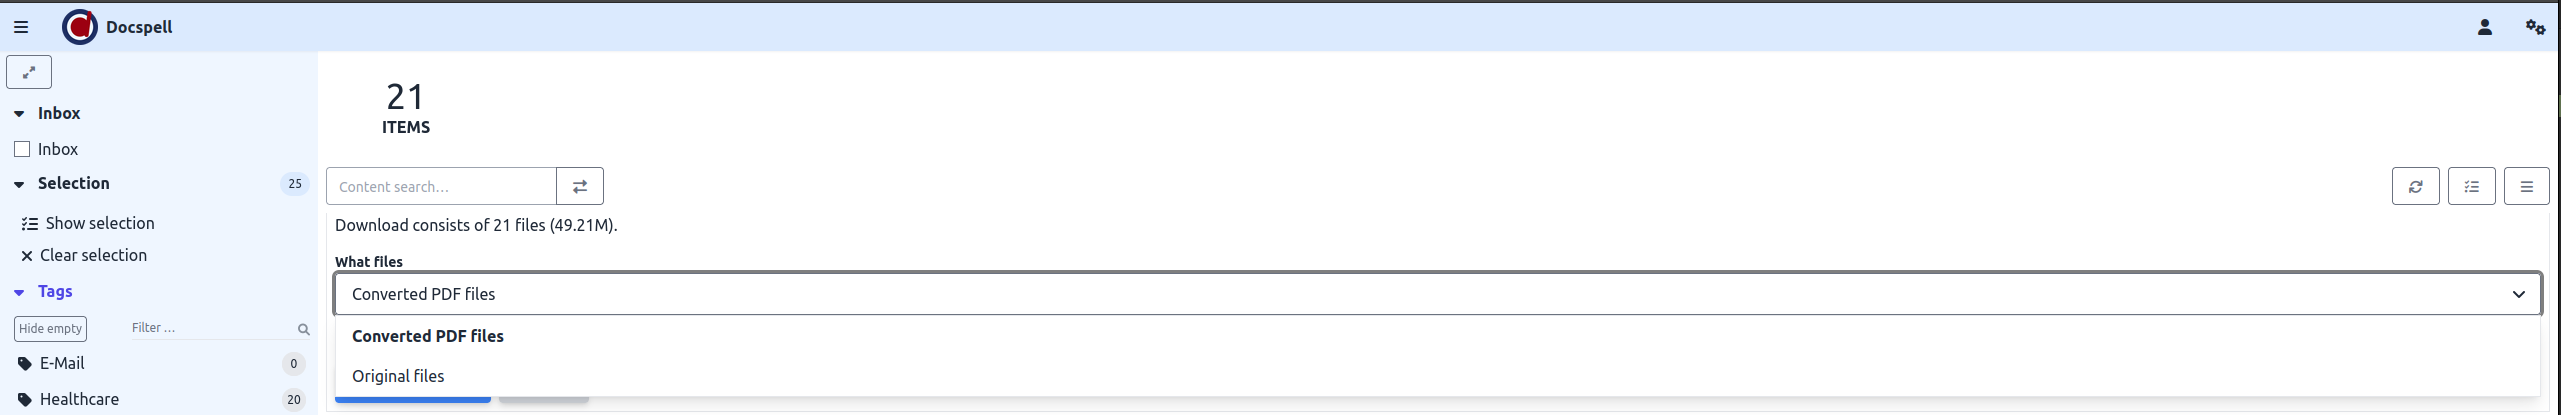 Docspell
Inbox
Inbox
Selection 25
Show selection
Clear selection
Tags
Hide empty Filter …
E-Mail 0
Healthcare 20
21
ITEMS
Content search…
Download consists of 21 files (49.21M).
What files
Converted PDF files
Converted PDF files
Original files